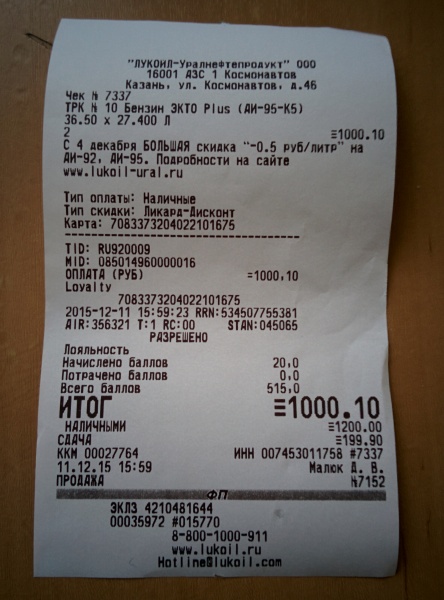 "ЛУКОЙЛ-Уралнефтепродукт" ООО
16001 АЗС 1 Космонавтов
Казань, ул. Космонавтов, д.46
Чек № 7337
ТРК № 10 Бензин ЭКТО Plus (АИ-95-К5)
36.50 x 27.400 Л
2 ≡1000.10
С 4 декабря БОЛЬШАЯ скидка "-0.5 руб/литр" на
АИ-92, АИ-95. Подробности на сайте
www.lukoil-ural.ru
Тип оплаты: Наличные
Тип скидки: Ликард-Дисконт
Карта: 7083373204022101675
TID: RU920009
MID: 085014960000016
ОПЛАТА (РУБ) =1000,10
Loyalty
7083373204022101675
2015-12-11 15:59:23 RRN:534507755381
AIR:356321 T:1 RC:00 STAN:045065
РАЗРЕШЕНО
Лояльность
Начислено баллов 20,0
Потрачено баллов 0,0
Всего баллов 515,0
ИТОГ ≡1000.10
НАЛИЧНЫМИ ≡1200.00
СДАЧА ≡199.90
ККМ 00027764 ИНН 007453011758 #7337
11.12.15 15:59 Малюк Д. В.
ПРОДАЖА №7152
ФП
ЭКЛЗ 4210481644
00035972 #015770
8-800-1000-911
www.lukoil.ru
Hotline@lukoil.com